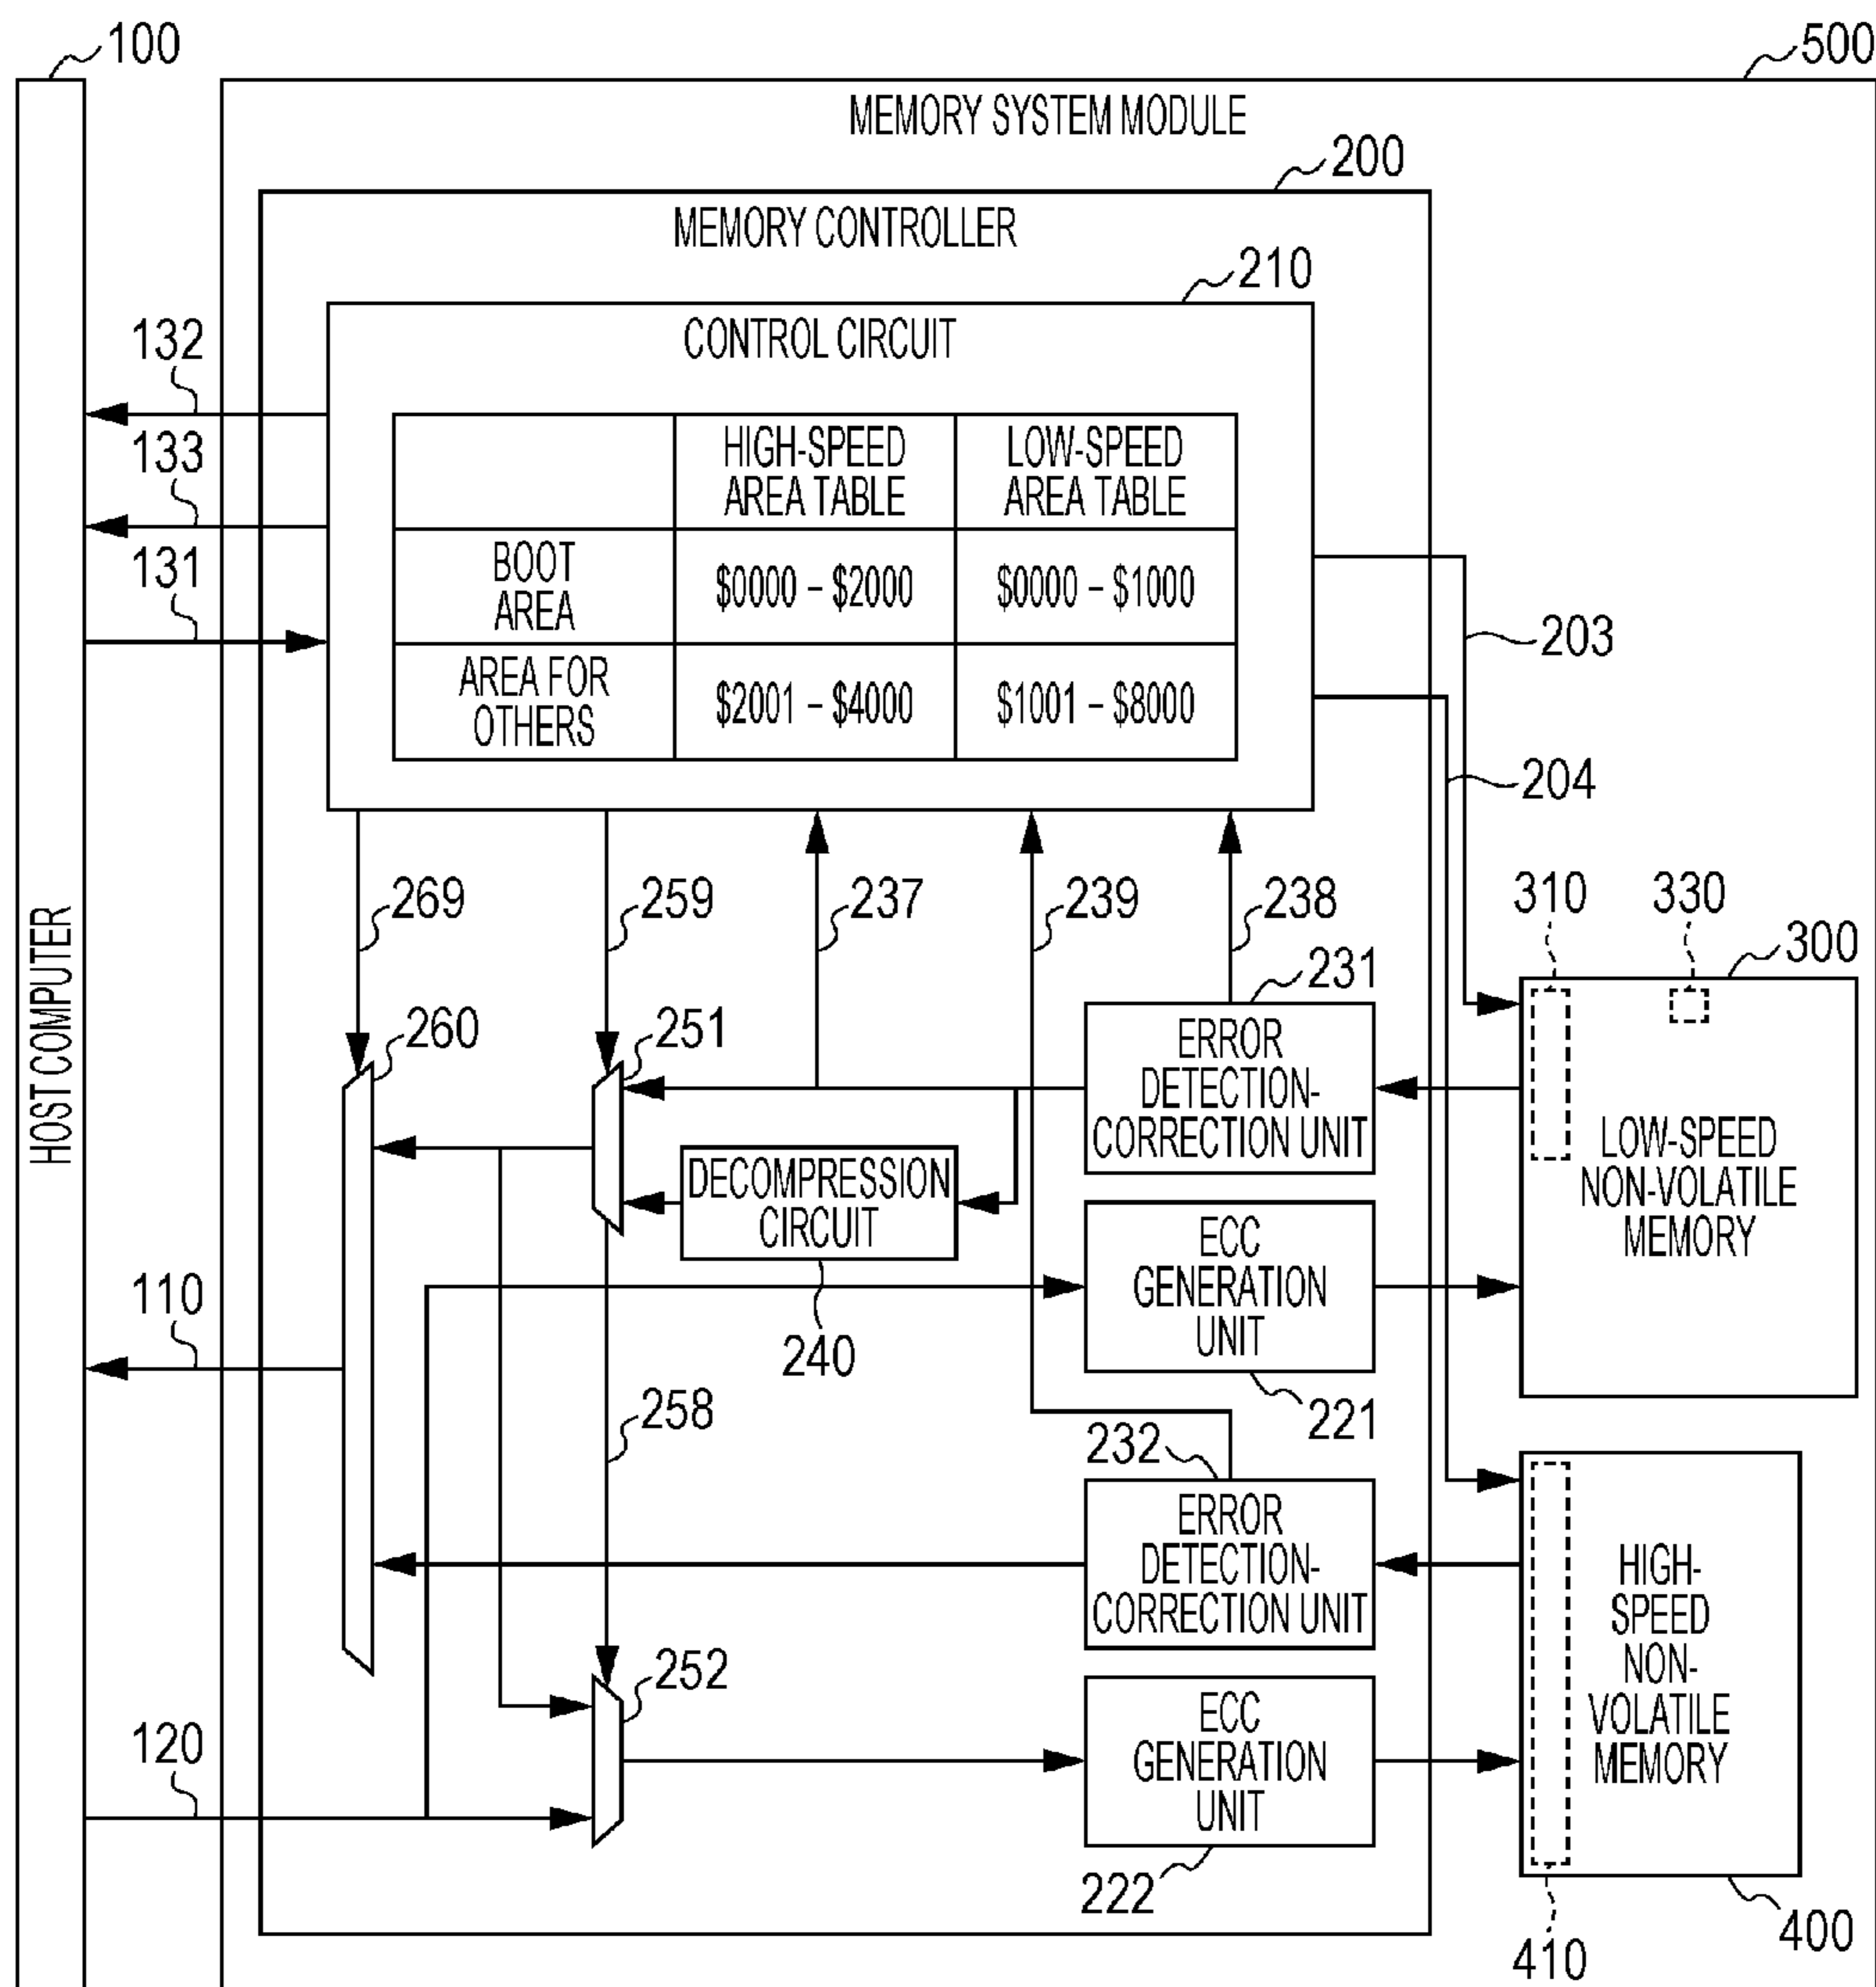 100
500
MEMORY SYSTEM MODULE
200
MEMORY CONTROLLER
210
CONTROL CIRCUIT
132
133
131
HIGH-SPEED
AREA TABLE
LOW-SPEED
AREA TABLE
BOOT
AREA
$0000 – $2000
$0000 – $1000
AREA FOR
OTHERS
$2001 – $4000
$1001 – $8000
203
204
HOST COMPUTER
269
259
237
239
238
310
330
300
231
260
251
ERROR
DETECTION-
CORRECTION UNIT
LOW-SPEED
NON-VOLATILE
MEMORY
DECOMPRESSION
CIRCUIT
240
ECC
GENERATION
UNIT
221
110
258
232
ERROR
DETECTION-
CORRECTION UNIT
HIGH-
SPEED
NON-
VOLATILE
MEMORY
252
ECC
GENERATION
UNIT
222
120
410
400